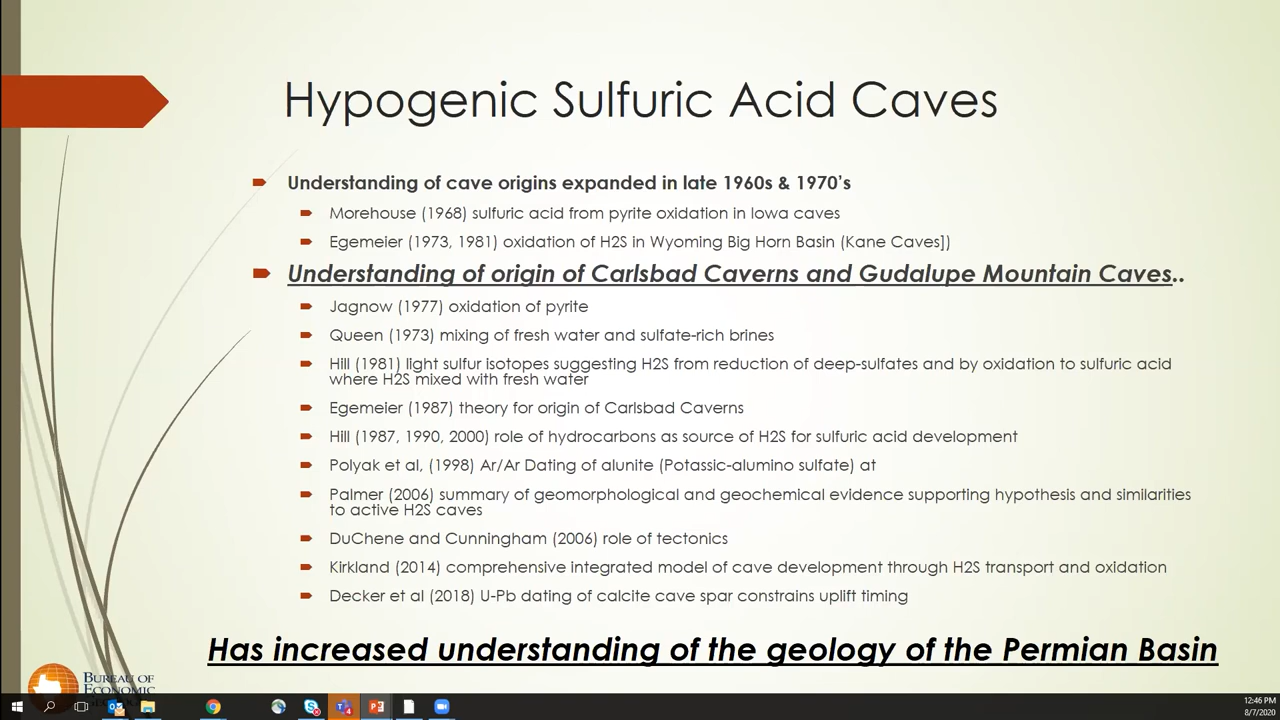 Hypogenic Sulfuric Acid Caves
Understanding of cave origins expanded in late 1960s & 1970's
Morehouse (1968) sulfuric acid from pyrite oxidation in Iowa caves
Egemeier (1973, 1981) oxidation of H2S in Wyoming Big Horn Basin (Kane Caves])
Understanding of origin of Carlsbad Caverns and Gudalupe Mountain Caves..
Jagnow (1977) oxidation of pyrite
Queen (1973) mixing of fresh water and sulfate-rich brines
Hill (1981) light sulfur isotopes suggesting H2S from reduction of deep-sulfates and by oxidation to sulfuric acid
where H2S mixed with fresh water
Egemeier (1987) theory for origin of Carlsbad Caverns
Hill (1987, 1990, 2000) role of hydrocarbons as source of H2S for sulfuric acid development
Polyak et al, (1998) Ar/Ar Dating of alunite (Potassic-alumino sulfate) at
Palmer (2006) summary of geomorphological and geochemical evidence supporting hypothesis and similarities
to active H2S caves
DuChene and Cunningham (2006) role of tectonics
Kirkland (2014) comprehensive integrated model of cave development through H2S transport and oxidation
Decker et al (2018) U-Pb dating of calcite cave spar constrains uplift timing
Has increased understanding of the geology of the Permian Basin
Bureau of
Economic
12:46 PM
8/7/2020